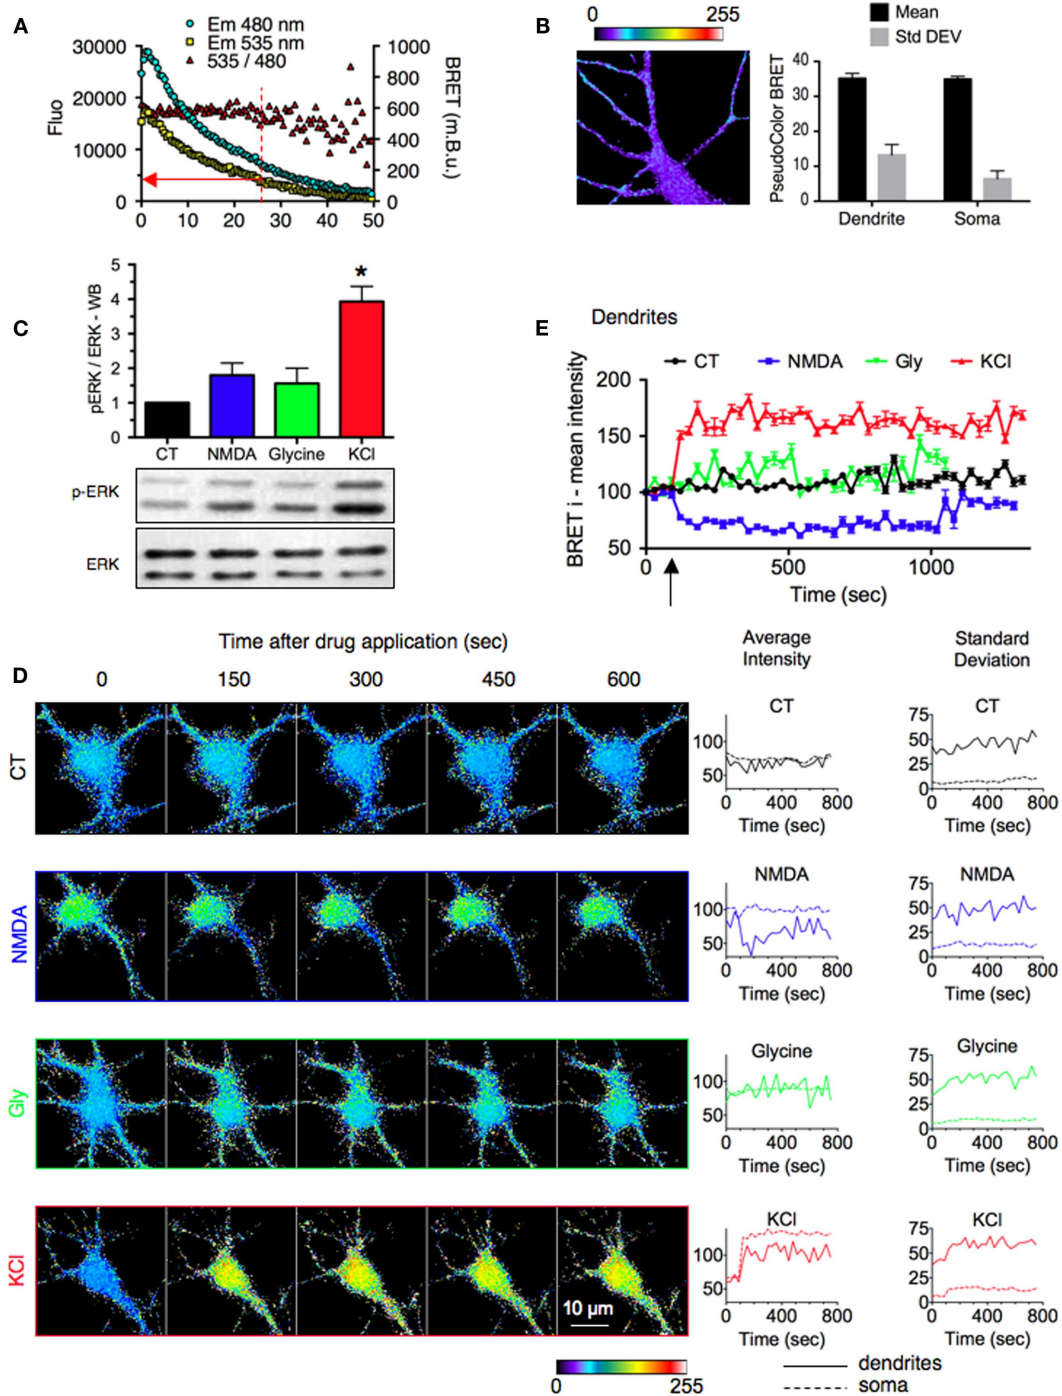 A
Em 480 nm
Em 535 nm
535 / 480
30000
20000
10000
0
Fluo
1000
800
600
400
200
0
BRET (m.B.u.)
0 10 20 30 40 50
B
0 255
Mean
Std DEV
PseudoColor BRET
40
30
20
10
0
Dendrite Soma
C
pERK / ERK - WB
5
4
3
2
1
0
*
CT NMDA Glycine KCl
p-ERK
ERK
E
Dendrites
CT NMDA Gly KCl
BRET i - mean intensity
200
150
100
50
0 500 1000
Time (sec)
D
Time after drug application (sec)
0 150 300 450 600
Average
Intensity
Standard
Deviation
CT
CT
100
50
0 400 800
Time (sec)
CT
75
50
25
0
0 400 800
Time (sec)
NMDA
NMDA
100
50
0 400 800
Time (sec)
NMDA
75
50
25
0
0 400 800
Time (sec)
Gly
Glycine
100
50
0 400 800
Time (sec)
Glycine
75
50
25
0
0 400 800
Time (sec)
KCl
10 µm
KCl
100
50
0 400 800
Time (sec)
KCl
75
50
25
0
0 400 800
Time (sec)
0 255
dendrites
soma